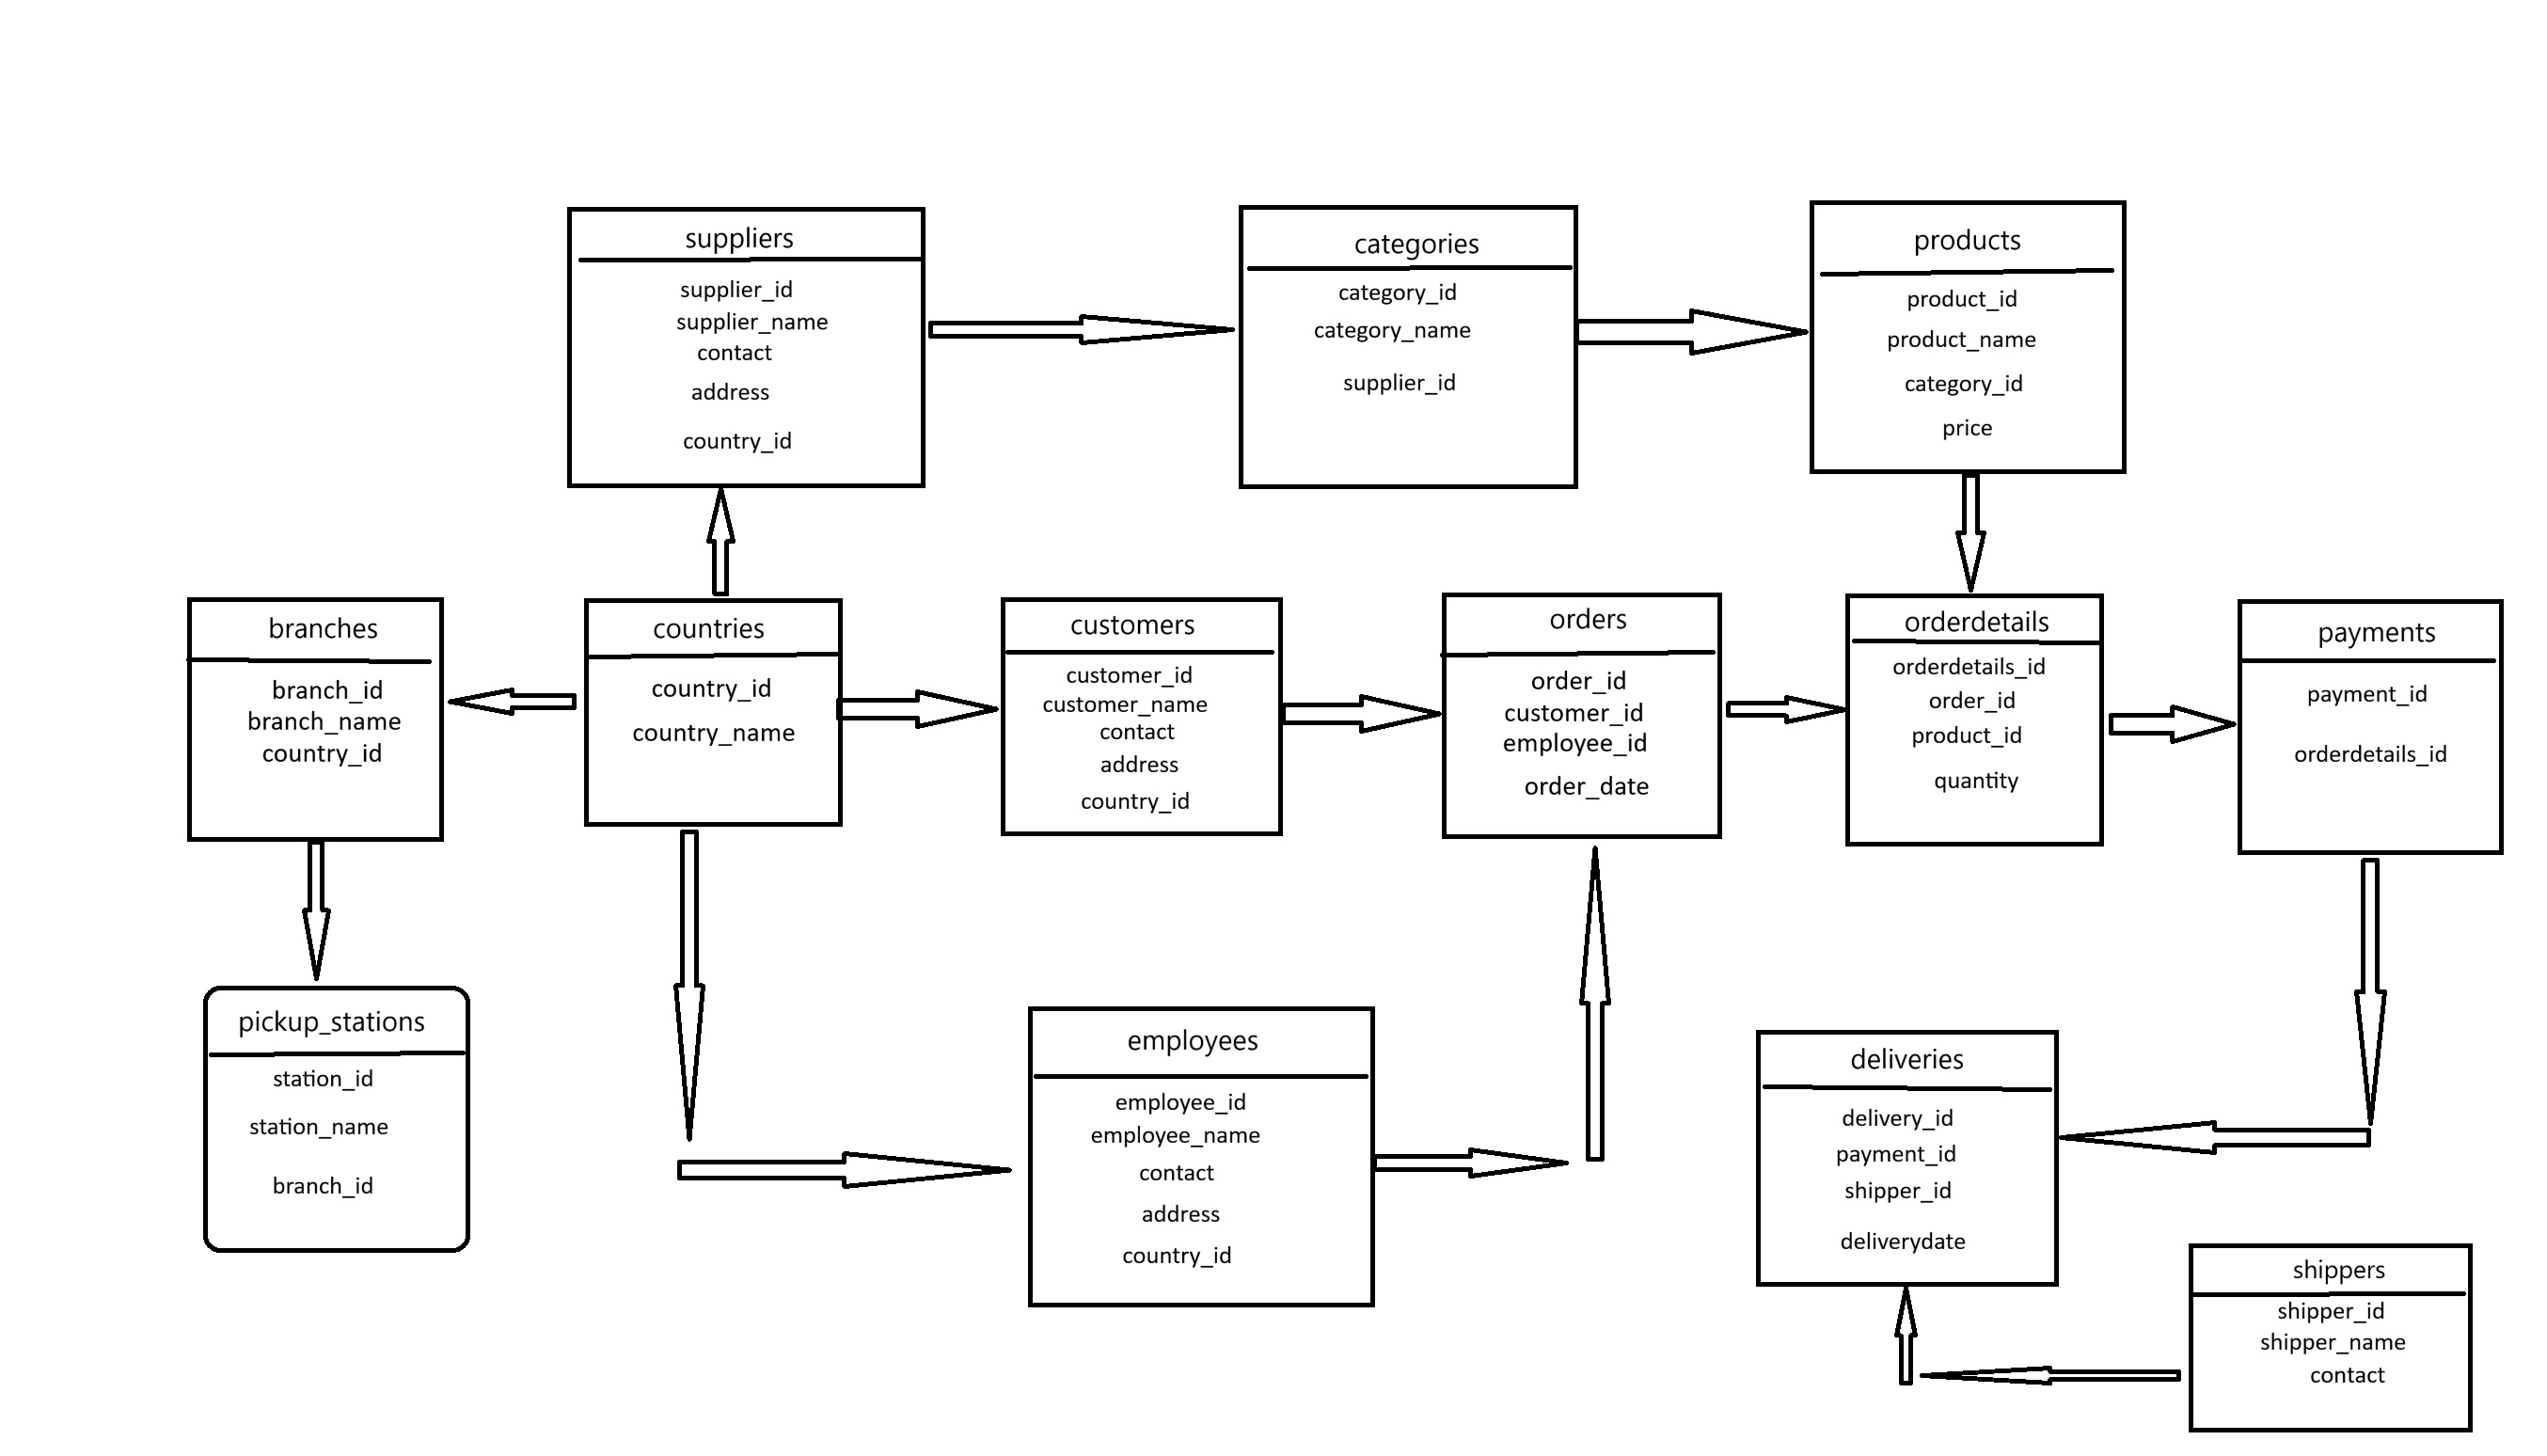 suppliers
supplier_id
supplier_name
contact
address
country_id
categories
category_id
category_name
supplier_id
products
product_id
product_name
category_id
price
branches
branch_id
branch_name
country_id
countries
country_id
country_name
customers
customer_id
customer_name
contact
address
country_id
orders
order_id
customer_id
employee_id
order_date
orderdetails
orderdetails_id
order_id
product_id
quantity
payments
payment_id
orderdetails_id
pickup_stations
station_id
station_name
branch_id
employees
employee_id
employee_name
contact
address
country_id
deliveries
delivery_id
payment_id
shipper_id
deliverydate
shippers
shipper_id
shipper_name
contact